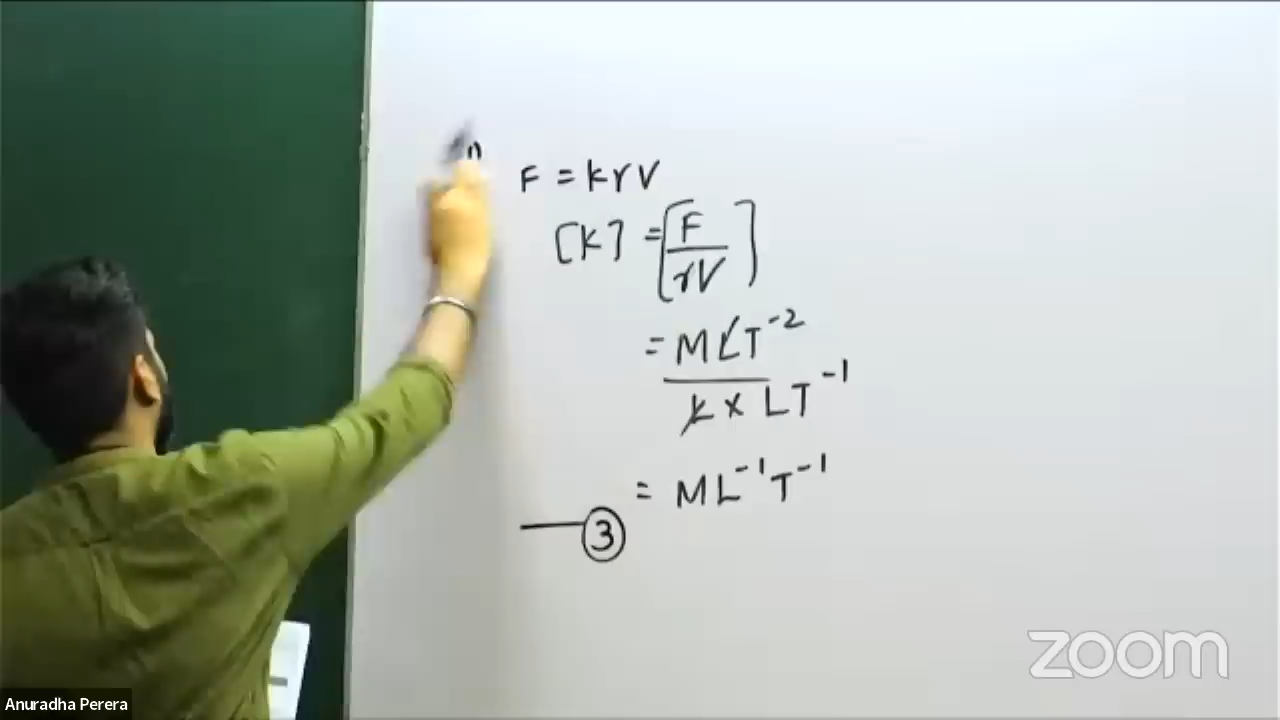 F = krV
[k] = [F/rV]
= MLT⁻²
L × LT⁻¹
= ML⁻¹T⁻¹
③
zoom
Anuradha Perera